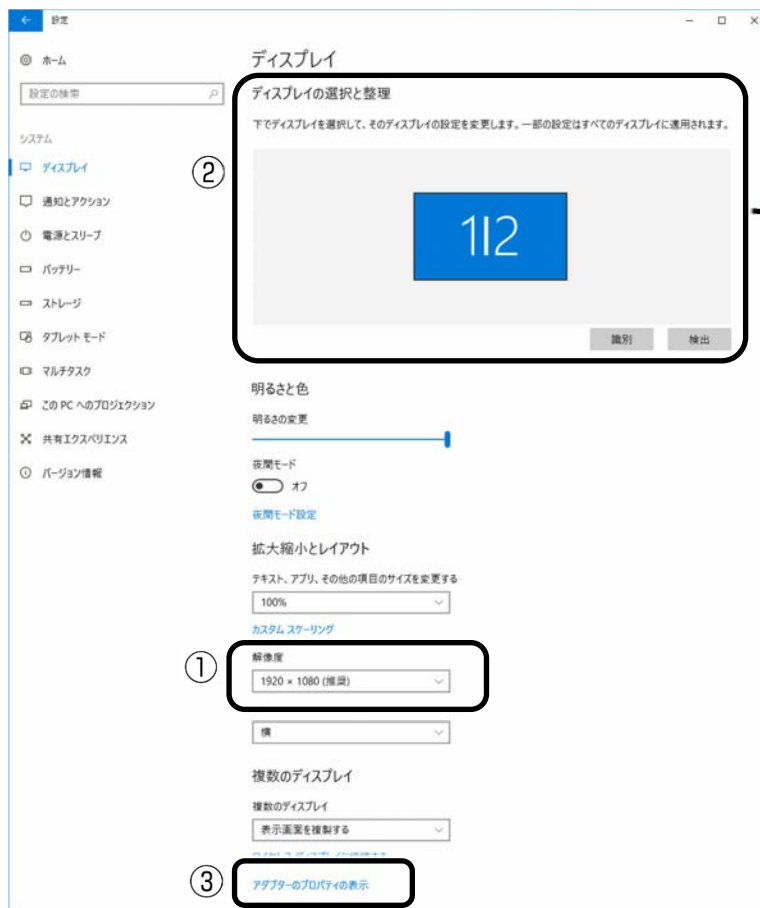 設定
ホーム
設定の検索
システム
ディスプレイ
通知とアクション
電源とスリープ
バッテリー
ストレージ
タブレット モード
マルチタスク
この PC へのプロジェクション
共有エクスペリエンス
バージョン情報
ディスプレイ
②
ディスプレイの選択と整理
下でディスプレイを選択して、そのディスプレイの設定を変更します。一部の設定はすべてのディスプレイに適用されます。
1|2
識別
検出
明るさと色
明るさの変更
夜間モード
オフ
夜間モード設定
拡大縮小とレイアウト
テキスト、アプリ、その他の項目のサイズを変更する
100%
カスタム スケーリング
①
解像度
1920 × 1080 (推奨)
横
複数のディスプレイ
複数のディスプレイ
表示画面を複製する
③
アダプターのプロパティの表示